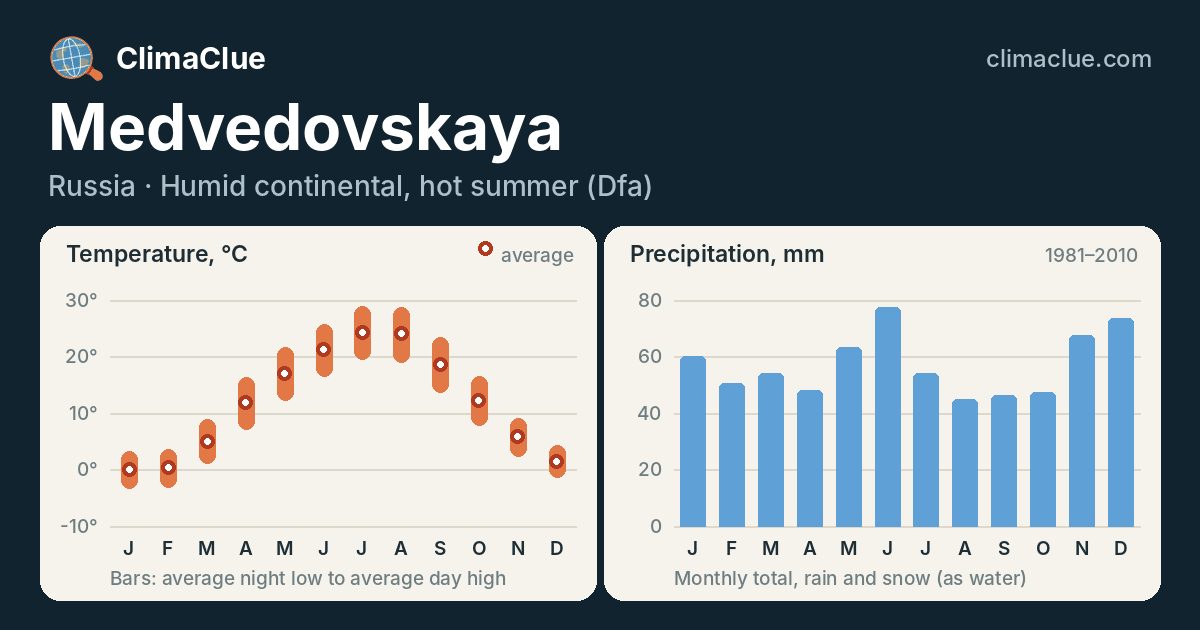 ClimaClue
climaclue.com
Medvedovskaya
Russia · Humid continental, hot summer (Dfa)
Temperature, °C
average
30°
20°
10°
0°
-10°
J F M A M J J A S O N D
Bars: average night low to average day high
Precipitation, mm
1981–2010
80
60
40
20
0
J F M A M J J A S O N D
Monthly total, rain and snow (as water)